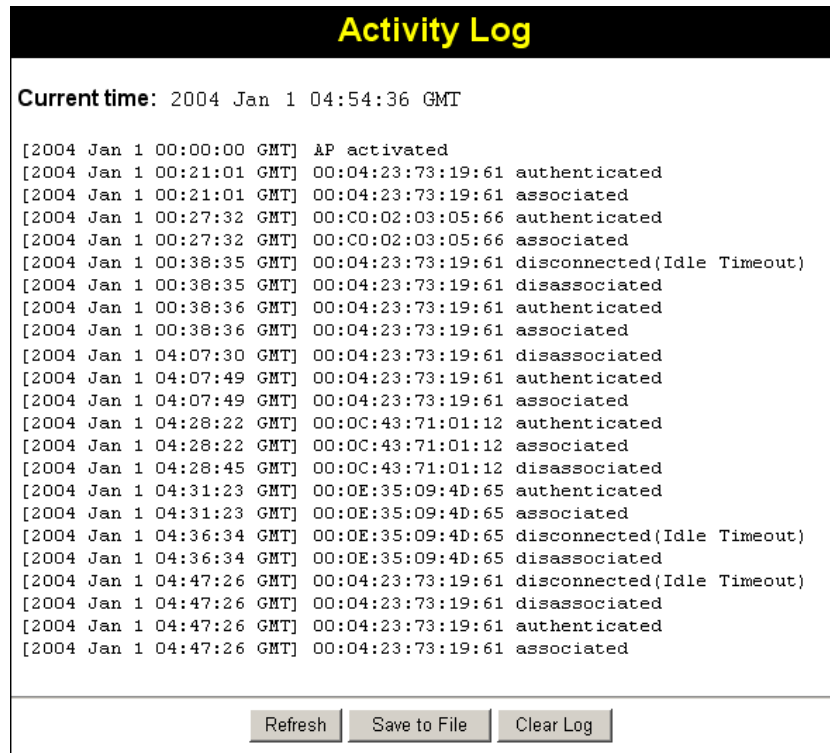 Activity Log
Current time: 2004 Jan 1 04:54:36 GMT
[2004 Jan 1 00:00:00 GMT] AP activated
[2004 Jan 1 00:21:01 GMT] 00:04:23:73:19:61 authenticated
[2004 Jan 1 00:21:01 GMT] 00:04:23:73:19:61 associated
[2004 Jan 1 00:27:32 GMT] 00:C0:02:03:05:66 authenticated
[2004 Jan 1 00:27:32 GMT] 00:C0:02:03:05:66 associated
[2004 Jan 1 00:38:35 GMT] 00:04:23:73:19:61 disconnected(Idle Timeout)
[2004 Jan 1 00:38:35 GMT] 00:04:23:73:19:61 disassociated
[2004 Jan 1 00:38:36 GMT] 00:04:23:73:19:61 authenticated
[2004 Jan 1 00:38:36 GMT] 00:04:23:73:19:61 associated
[2004 Jan 1 04:07:30 GMT] 00:04:23:73:19:61 disassociated
[2004 Jan 1 04:07:49 GMT] 00:04:23:73:19:61 authenticated
[2004 Jan 1 04:07:49 GMT] 00:04:23:73:19:61 associated
[2004 Jan 1 04:28:22 GMT] 00:0C:43:71:01:12 authenticated
[2004 Jan 1 04:28:22 GMT] 00:0C:43:71:01:12 associated
[2004 Jan 1 04:28:45 GMT] 00:0C:43:71:01:12 disassociated
[2004 Jan 1 04:31:23 GMT] 00:0E:35:09:4D:65 authenticated
[2004 Jan 1 04:31:23 GMT] 00:0E:35:09:4D:65 associated
[2004 Jan 1 04:36:34 GMT] 00:0E:35:09:4D:65 disconnected(Idle Timeout)
[2004 Jan 1 04:36:34 GMT] 00:0E:35:09:4D:65 disassociated
[2004 Jan 1 04:47:26 GMT] 00:04:23:73:19:61 disconnected(Idle Timeout)
[2004 Jan 1 04:47:26 GMT] 00:04:23:73:19:61 disassociated
[2004 Jan 1 04:47:26 GMT] 00:04:23:73:19:61 authenticated
[2004 Jan 1 04:47:26 GMT] 00:04:23:73:19:61 associated
Refresh Save to File Clear Log